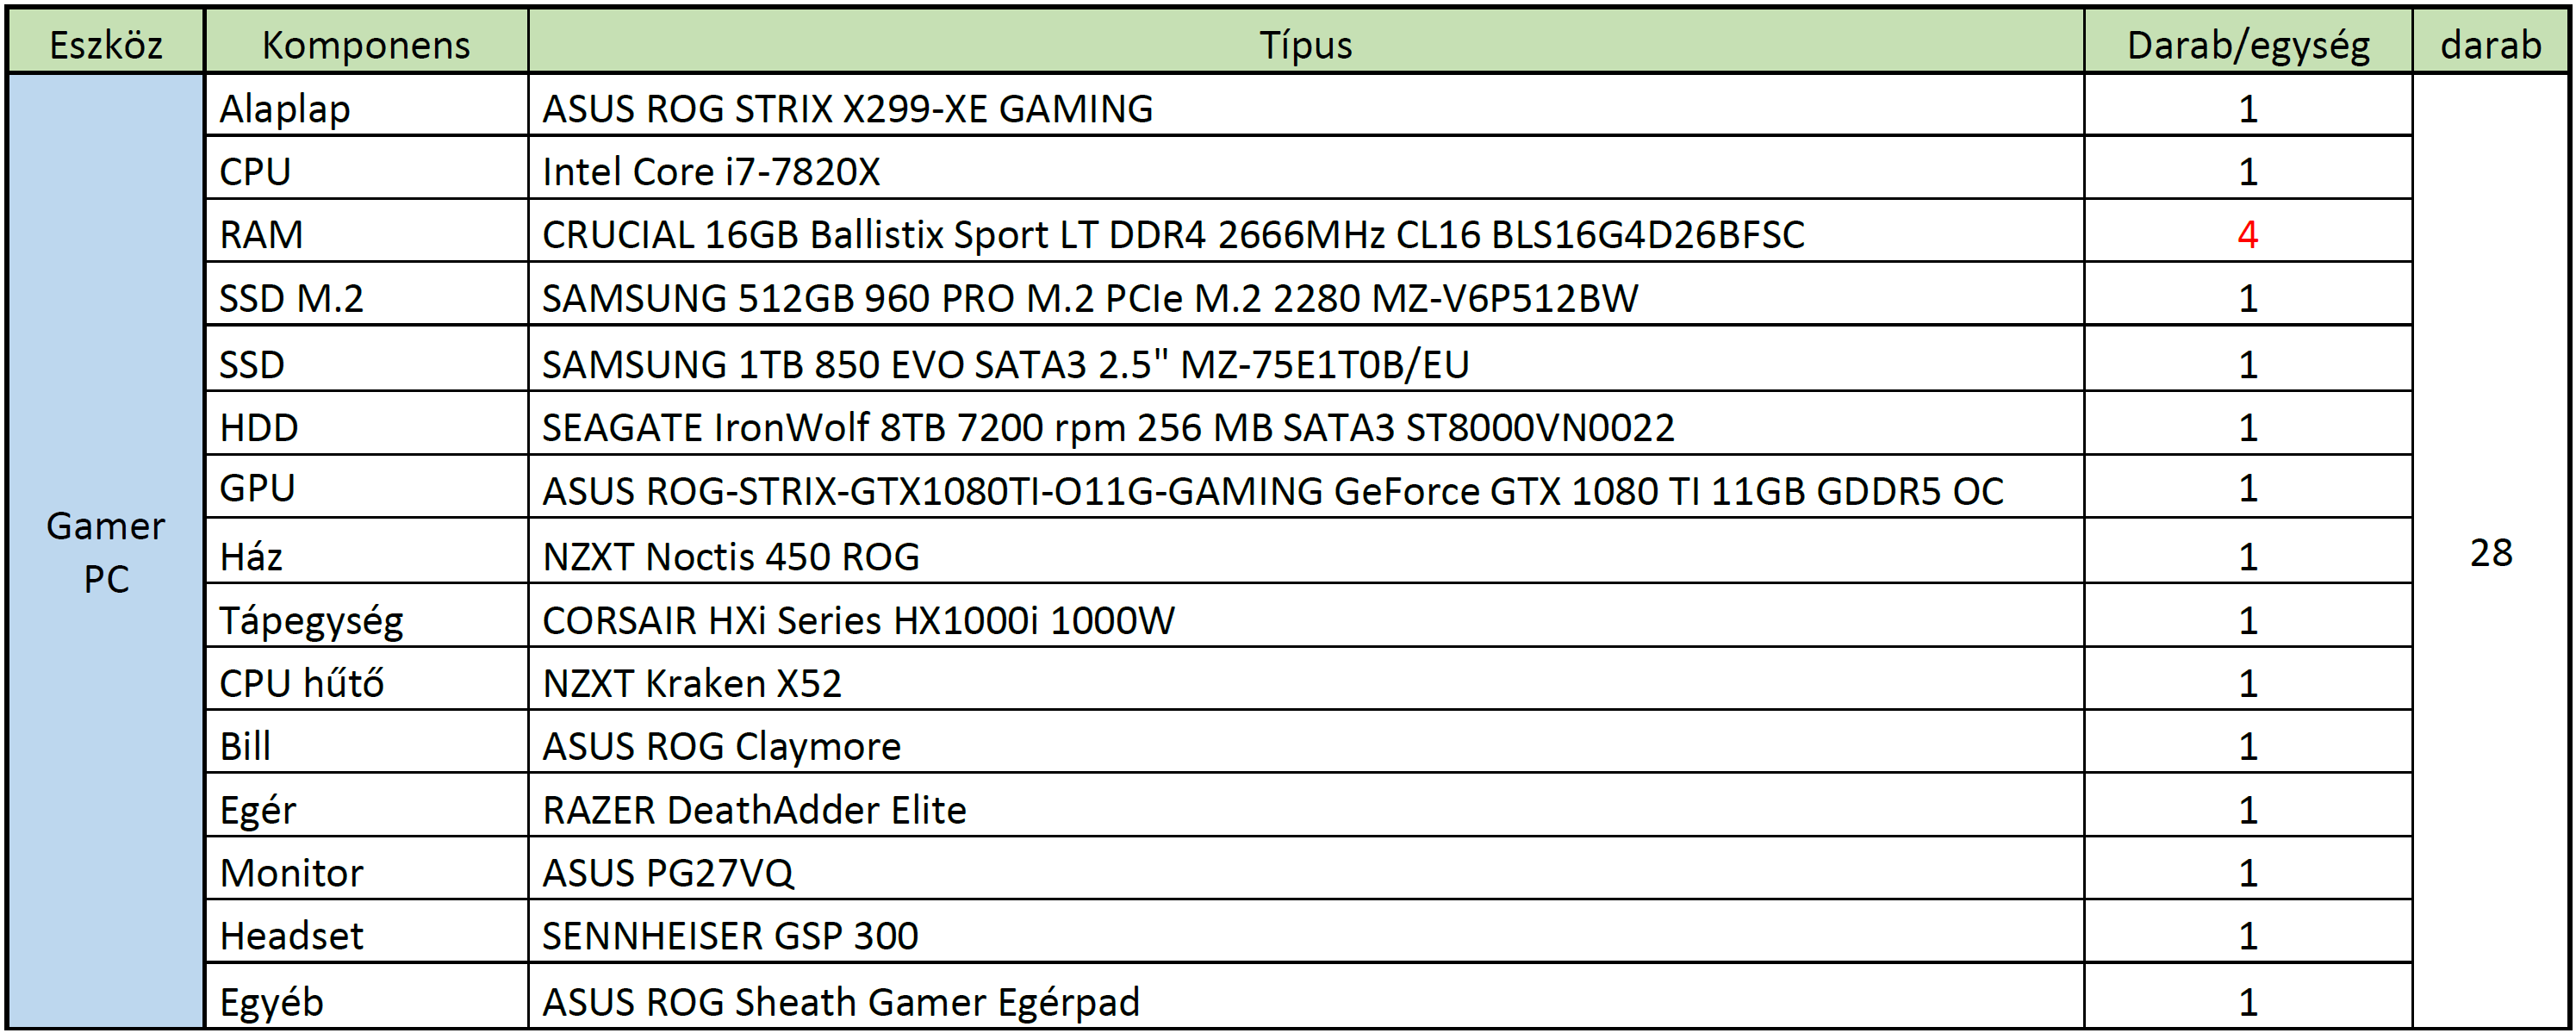 Eszköz Komponens Típus Darab/egység darab
Alaplap ASUS ROG STRIX X299-XE GAMING 1
CPU Intel Core i7-7820X 1
RAM CRUCIAL 16GB Ballistix Sport LT DDR4 2666MHz CL16 BLS16G4D26BFSC 4
SSD M.2 SAMSUNG 512GB 960 PRO M.2 PCIe M.2 2280 MZ-V6P512BW 1
SSD SAMSUNG 1TB 850 EVO SATA3 2.5" MZ-75E1T0B/EU 1
HDD SEAGATE IronWolf 8TB 7200 rpm 256 MB SATA3 ST8000VN0022 1
GPU ASUS ROG-STRIX-GTX1080TI-O11G-GAMING GeForce GTX 1080 TI 11GB GDDR5 OC 1
Gamer
PC
Ház NZXT Noctis 450 ROG 1
28
Tápegység CORSAIR HXi Series HX1000i 1000W 1
CPU hűtő NZXT Kraken X52 1
Bill ASUS ROG Claymore 1
Egér RAZER DeathAdder Elite 1
Monitor ASUS PG27VQ 1
Headset SENNHEISER GSP 300 1
Egyéb ASUS ROG Sheath Gamer Egérpad 1